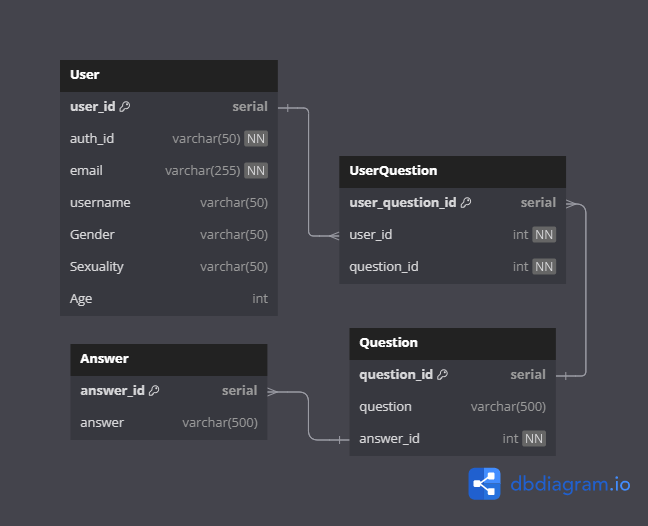 User
user_id serial
auth_id varchar(50) NN
email varchar(255) NN
username varchar(50)
Gender varchar(50)
Sexuality varchar(50)
Age int
UserQuestion
user_question_id serial
user_id int NN
question_id int NN
Answer
answer_id serial
answer varchar(500)
Question
question_id serial
question varchar(500)
answer_id int NN
dbdiagram.io